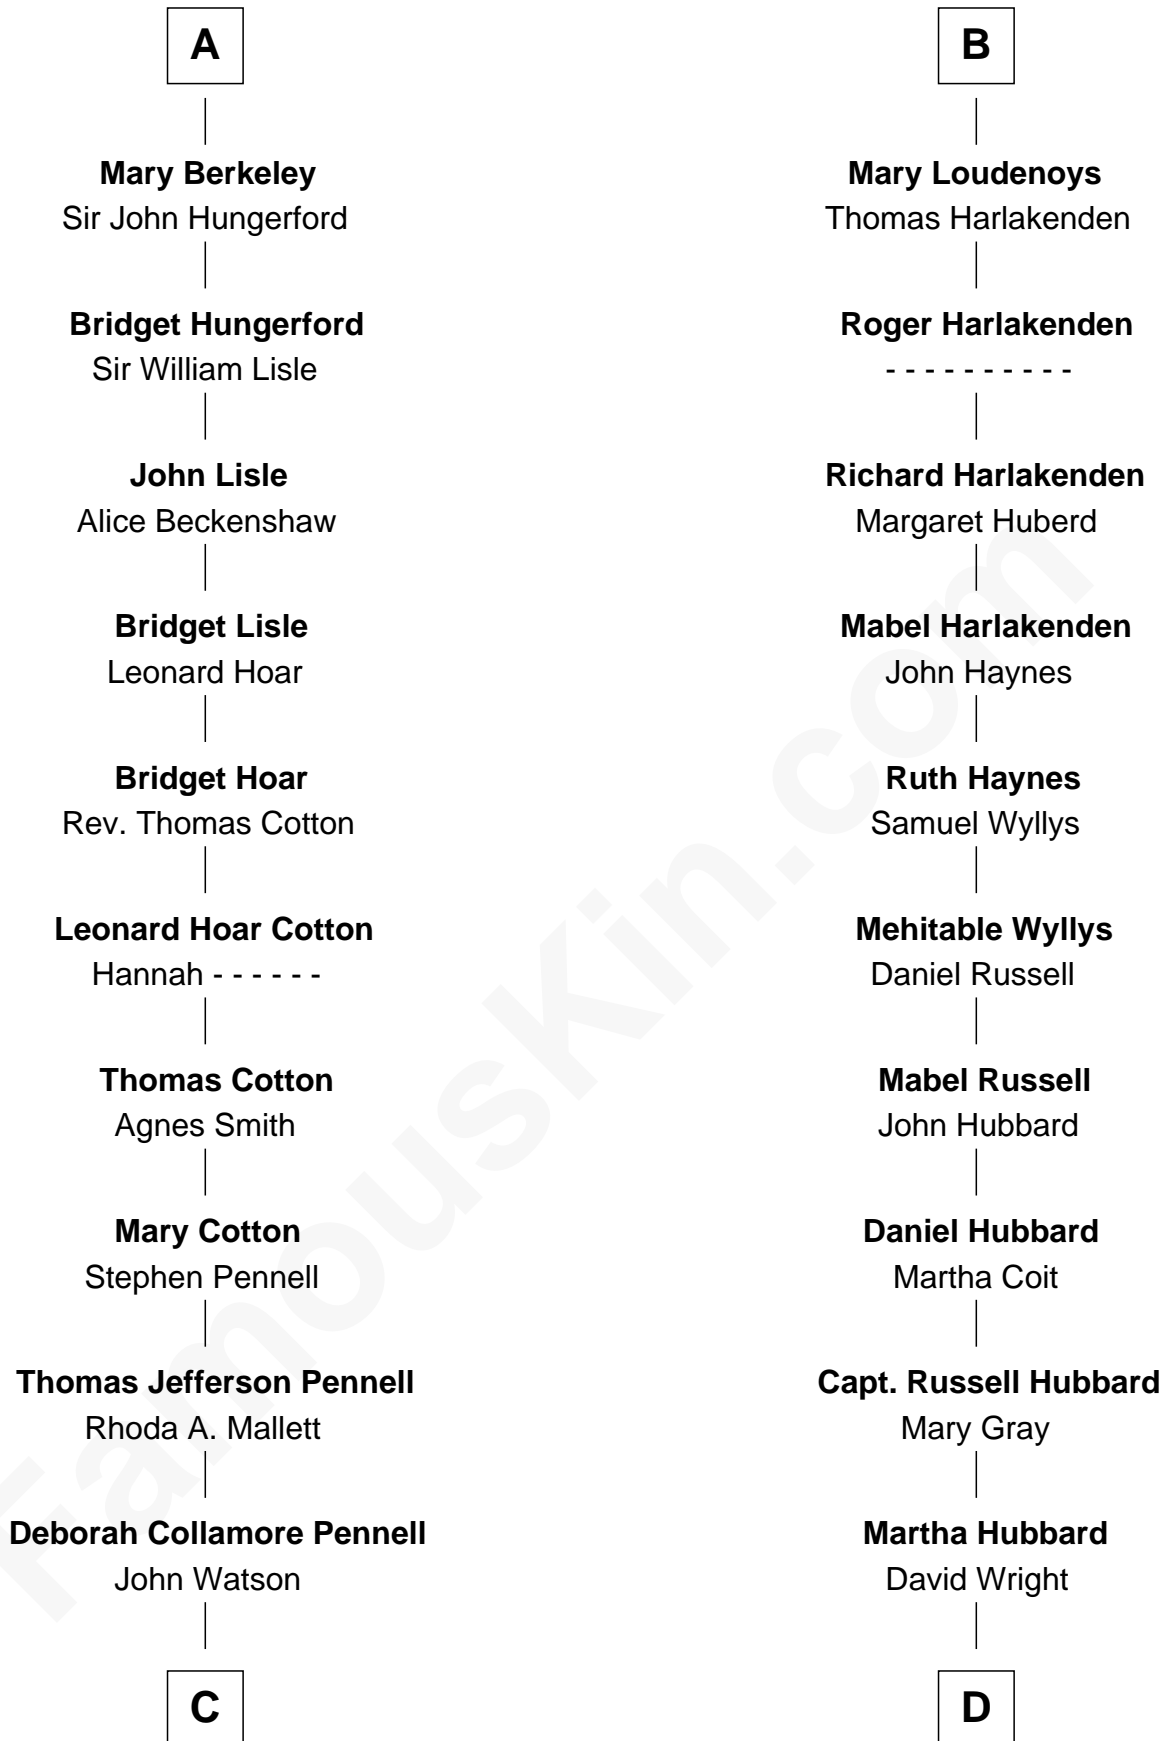 A
Mary Berkeley
Sir John Hungerford
Bridget Hungerford
Sir William Lisle
John Lisle
Alice Beckenshaw
Bridget Lisle
Leonard Hoar
Bridget Hoar
Rev. Thomas Cotton
Leonard Hoar Cotton
Hannah - - - - - -
Thomas Cotton
Agnes Smith
Mary Cotton
Stephen Pennell
Thomas Jefferson Pennell
Rhoda A. Mallett
Deborah Collamore Pennell
John Watson
C
B
Mary Loudenoys
Thomas Harlakenden
Roger Harlakenden
- - - - - - - - - -
Richard Harlakenden
Margaret Huberd
Mabel Harlakenden
John Haynes
Ruth Haynes
Samuel Wyllys
Mehitable Wyllys
Daniel Russell
Mabel Russell
John Hubbard
Daniel Hubbard
Martha Coit
Capt. Russell Hubbard
Mary Gray
Martha Hubbard
David Wright
D
FamousKin.com